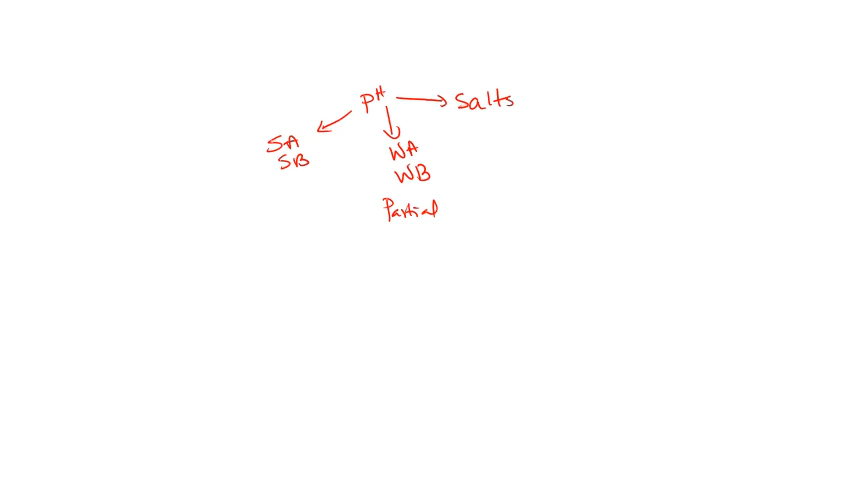 pH → Salts
SA
SB
WA
WB
Partial